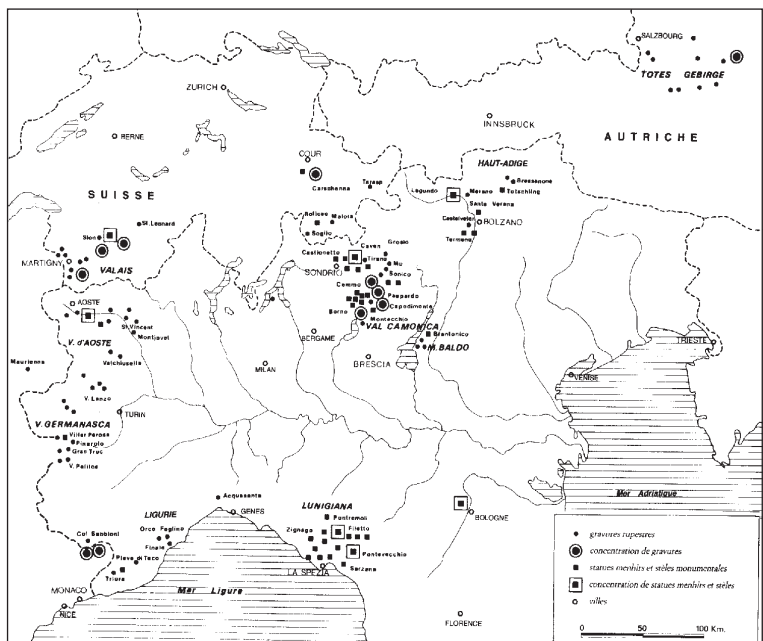 SALZBOURG
TOTES GEBIRGE
ZURICH
INNSBRUCK
BERNE
AUTRICHE
COUR
HAUT-ADIGE
Carschenna
Tarasp
Bressanone
SUISSE
Lagundo
Merano
Totschling
Santa Verena
St. Leonard
Maloja
Castelvetere
BOLZANO
Sion
Soglio
Termeno
Caven
Grosio
Castionetto
Tirano
MARTIGNY
VALAIS
SONDRIO
Mu
Sonico
Cemmo
AOSTE
Paspardo
Capodimonte
St. Vincent
Borno
Montecchio
Montjovet
VAL CAMONICA
Brentonico
TRIESTE
V. d'AOSTE
BERGAME
M. BALDO
Maurienne
Valchiusella
MILAN
BRESCIA
VENISE
V. Lanzo
TURIN
V. GERMANASCA
Villar Perosa
Pinerolo
Gran Truc
V. Pellice
Mer Adriatique
Acquasanta
LUNIGIANA
LIGURIE
GENES
Pontremoli
BOLOGNE
Orco Feglino
Zignago
Filetto
Finale
Col Sabbioni
Pontevecchio
Pieve di Teco
LA SPEZIA
Sarzana
Triora
MONACO
Mer Ligure
NICE
FLORENCE
gravures rupestres
concentration de gravures
statues menhirs et stèles monumentales
concentration de statues menhirs et stèles
villes
0 50 100 Km.